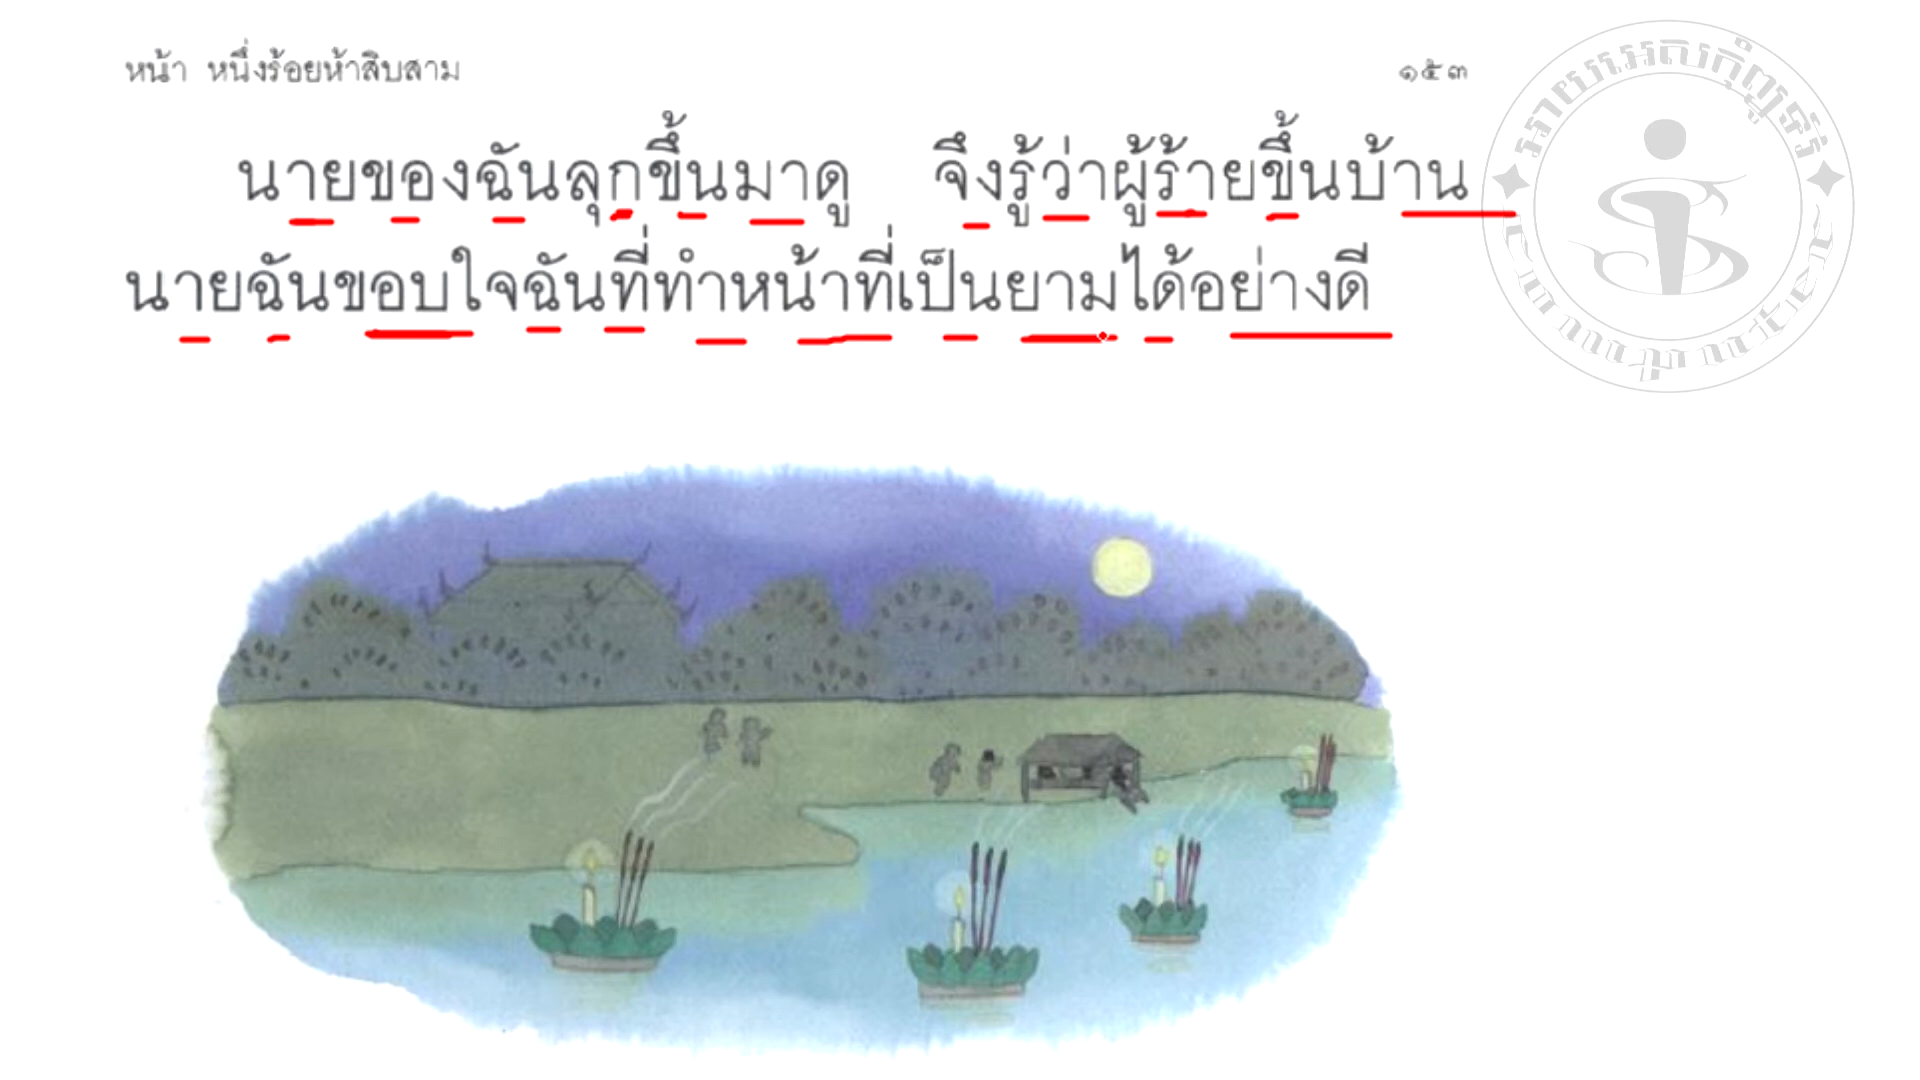 หน้า หนึ่งร้อยห้าสิบสาม ๑๕๓
นายของฉันลุกขึ้นมาดู จึงรู้ว่าผู้ร้ายขึ้นบ้าน
นายฉันขอบใจฉันที่ทำหน้าที่เป็นยามได้อย่างดี